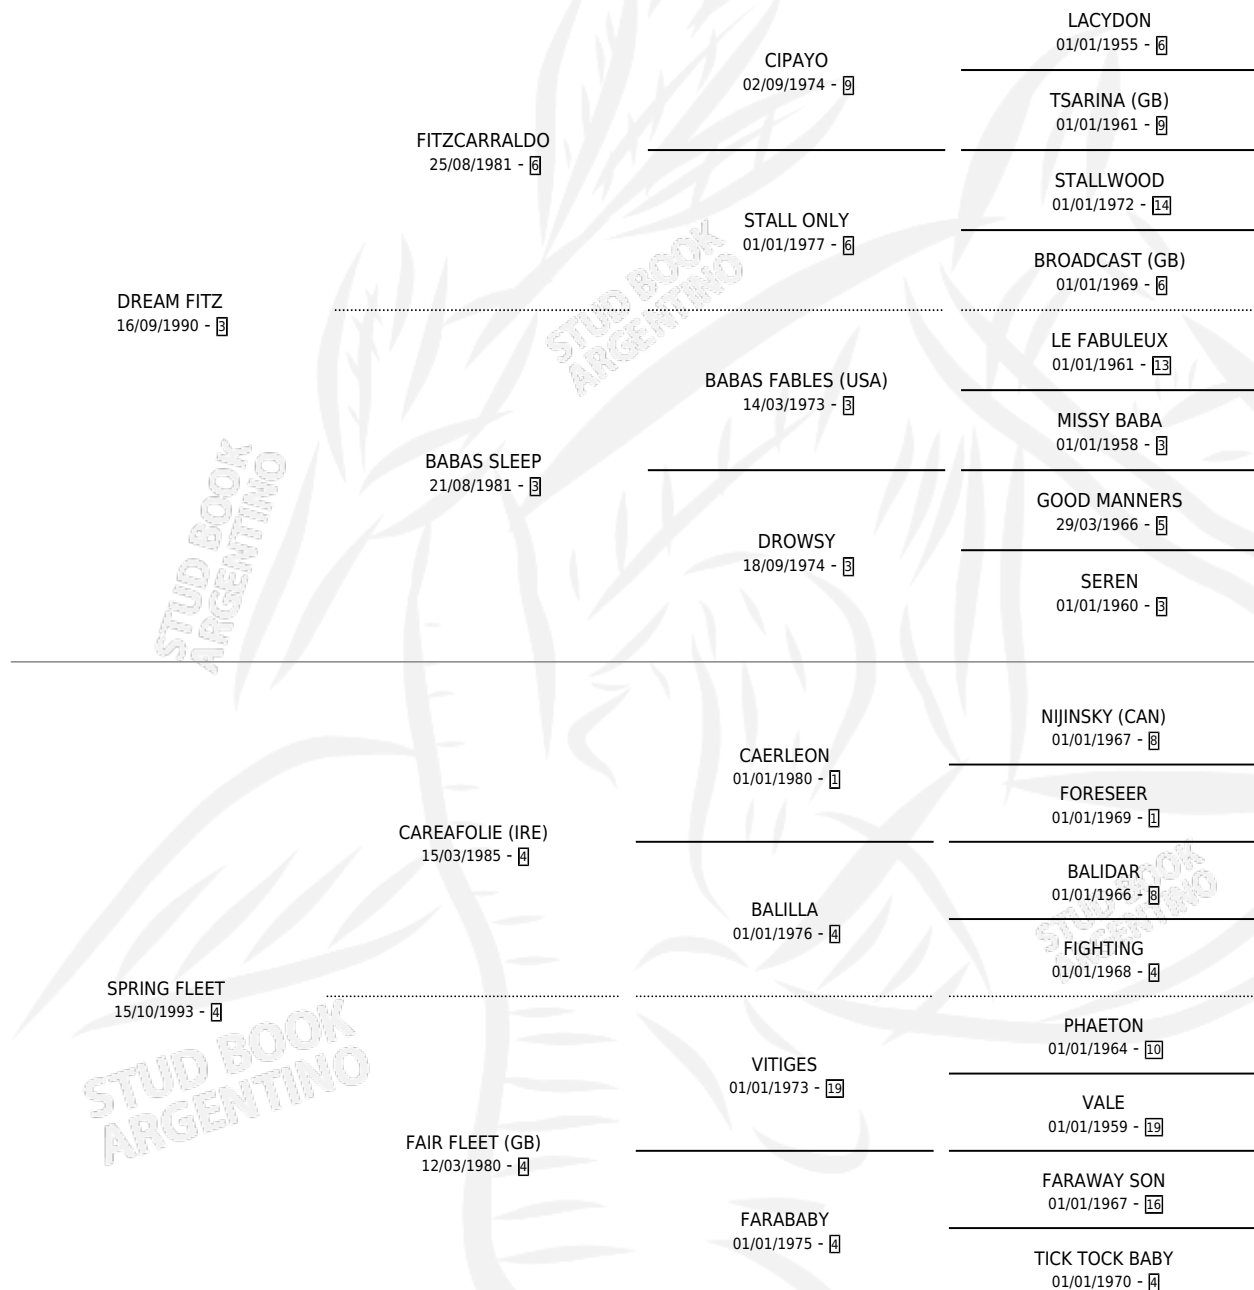 LACYDON
01/01/1955 - 6
CIPAYO
02/09/1974 - 9
TSARINA (GB)
01/01/1961 - 9
FITZCARRALDO
25/08/1981 - 6
STALLWOOD
01/01/1972 - 14
STALL ONLY
01/01/1977 - 6
BROADCAST (GB)
01/01/1969 - 6
DREAM FITZ
16/09/1990 - 3
STUD BOOK
ARGENTINO
LE FABULEUX
01/01/1961 - 13
BABAS FABLES (USA)
14/03/1973 - 3
MISSY BABA
01/01/1958 - 3
BABAS SLEEP
21/08/1981 - 3
GOOD MANNERS
29/03/1966 - 5
DROWSY
18/09/1974 - 3
SEREN
01/01/1960 - 3
STUD BOOK
ARGENTINO
NIJINSKY (CAN)
01/01/1967 - 8
CAERLEON
01/01/1980 - 1
FORESEER
01/01/1969 - 1
CAREAFOLIE (IRE)
15/03/1985 - 4
BALIDAR
01/01/1966 - 8
BALILLA
01/01/1976 - 4
STUD BOOK
ARGENTINO
FIGHTING
01/01/1968 - 4
SPRING FLEET
15/10/1993 - 4
STUD BOOK
ARGENTINO
PHAETON
01/01/1964 - 10
VITIGES
01/01/1973 - 19
VALE
01/01/1959 - 19
FAIR FLEET (GB)
12/03/1980 - 4
FARAWAY SON
01/01/1967 - 16
FARABABY
01/01/1975 - 4
TICK TOCK BABY
01/01/1970 - 4